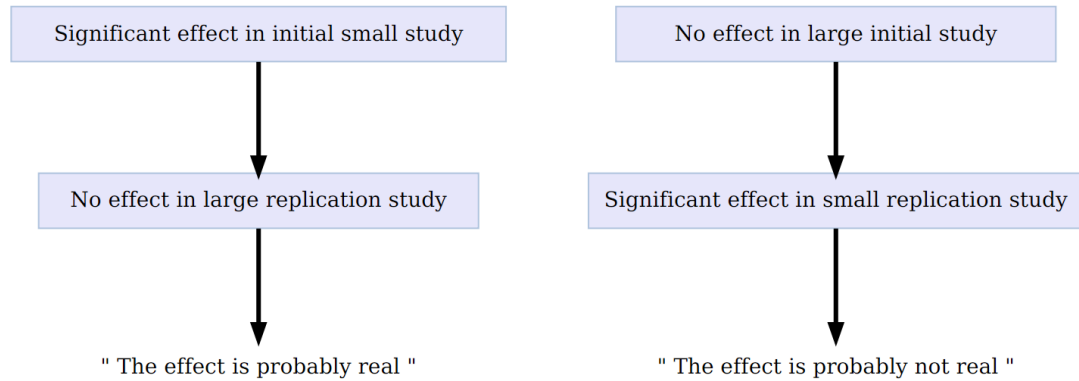 Significant effect in initial small study
No effect in large replication study
" The effect is probably real "
No effect in large initial study
Significant effect in small replication study
" The effect is probably not real "